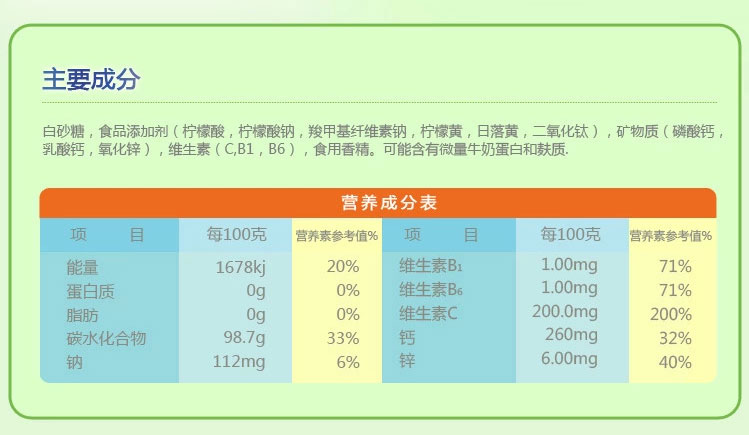 主要成分
白砂糖，食品添加剂（柠檬酸，柠檬酸钠，羧甲基纤维素钠，柠檬黄，日落黄，二氧化钛），矿物质（磷酸钙，
乳酸钙，氧化锌），维生素（C,B1，B6），食用香精。可能含有微量牛奶蛋白和麸质.
营养成分表
项 目 每100克 营养素参考值% 项 目 每100克 营养素参考值%
能量 1678kj 20% 维生素B1 1.00mg 71%
蛋白质 0g 0% 维生素B6 1.00mg 71%
脂肪 0g 0% 维生素C 200.0mg 200%
碳水化合物 98.7g 33% 钙 260mg 32%
钠 112mg 6% 锌 6.00mg 40%